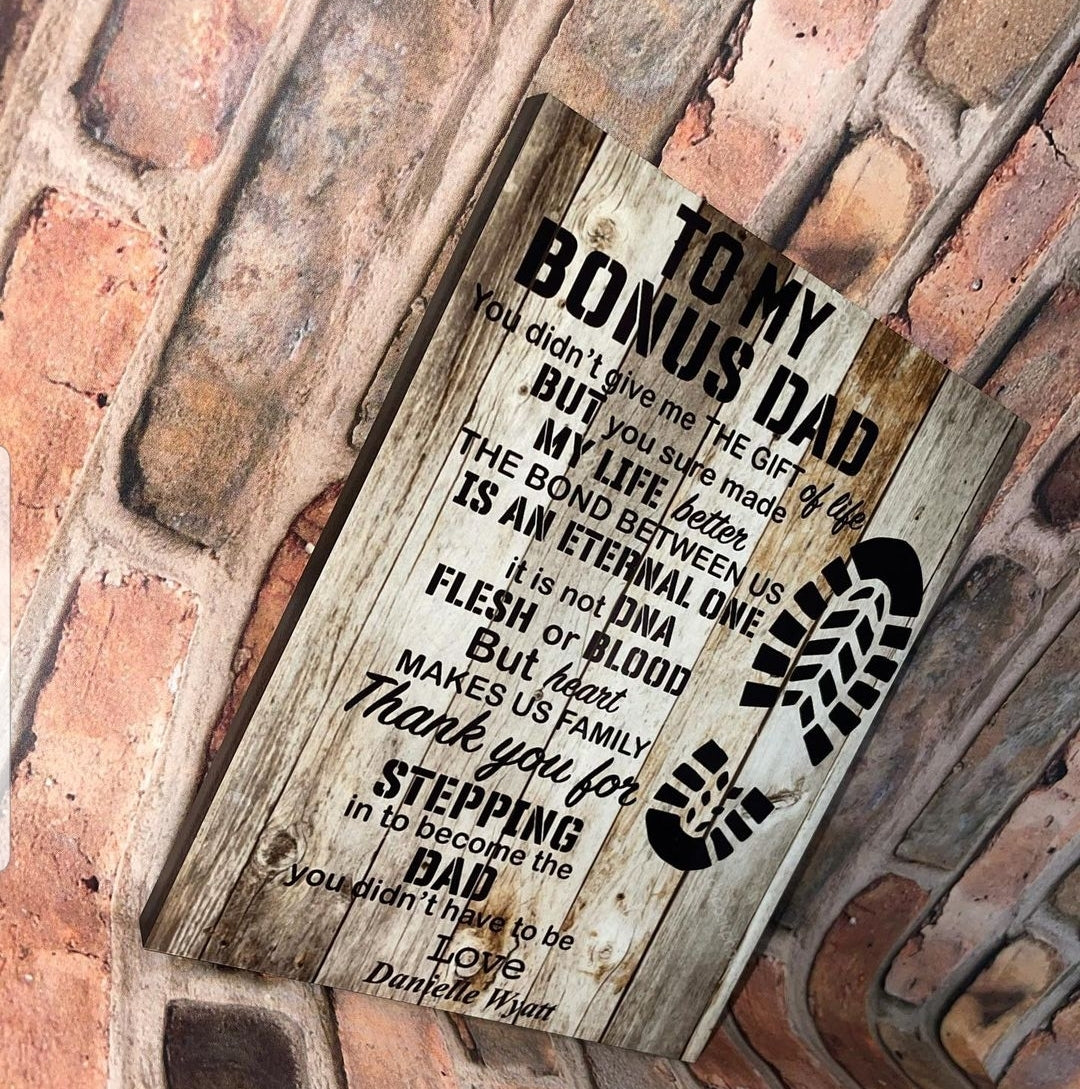 TO MY
BONUS DAD
You didn't give me THE GIFT of life
BUT you sure made
MY LIFE better
THE BOND BETWEEN US
IS AN ETERNAL ONE
it is not DNA
FLESH or BLOOD
But heart
MAKES US FAMILY
Thank you for
STEPPING
in to become the
DAD
you didn't have to be
Love
Danielle Wyatt